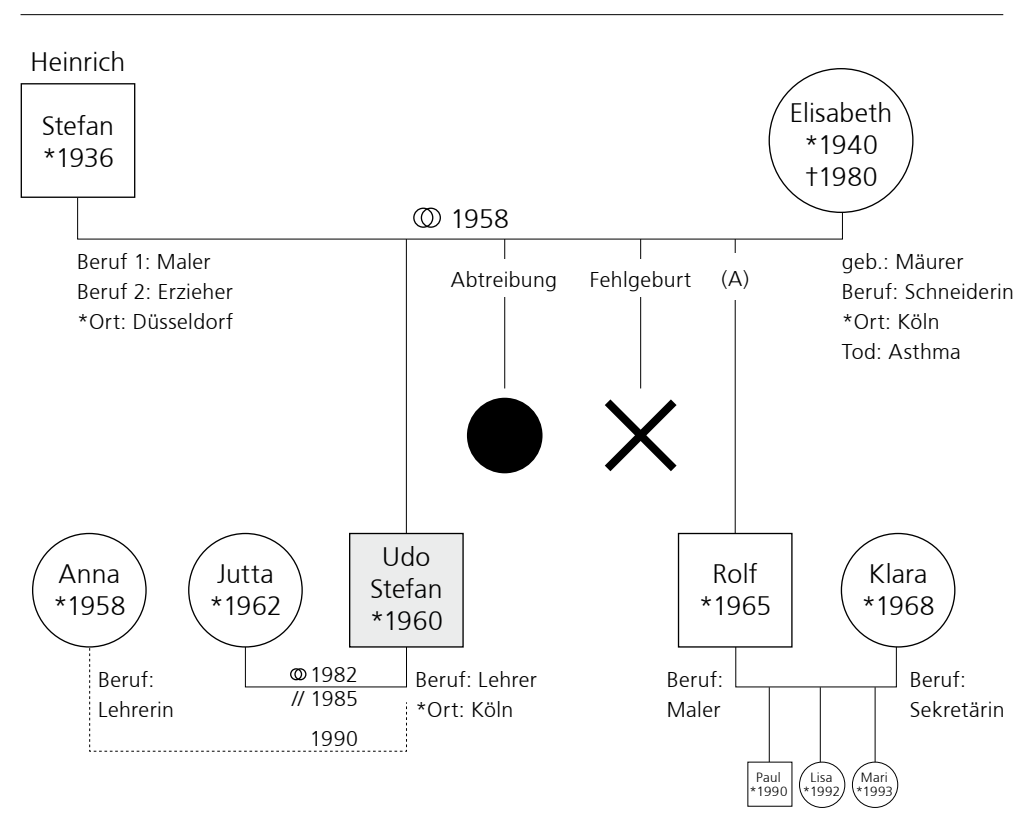 Heinrich
Stefan
*1936
Elisabeth
*1940
†1980
1958
Beruf 1: Maler
Beruf 2: Erzieher
*Ort: Düsseldorf
Abtreibung
Fehlgeburt
(A)
geb.: Mäurer
Beruf: Schneiderin
*Ort: Köln
Tod: Asthma
Anna
*1958
Jutta
*1962
Udo
Stefan
*1960
Rolf
*1965
Klara
*1968
Beruf:
Lehrerin
1982
// 1985
1990
Beruf: Lehrer
*Ort: Köln
Beruf:
Maler
Beruf:
Sekretärin
Paul
*1990
Lisa
*1992
Mari
*1993